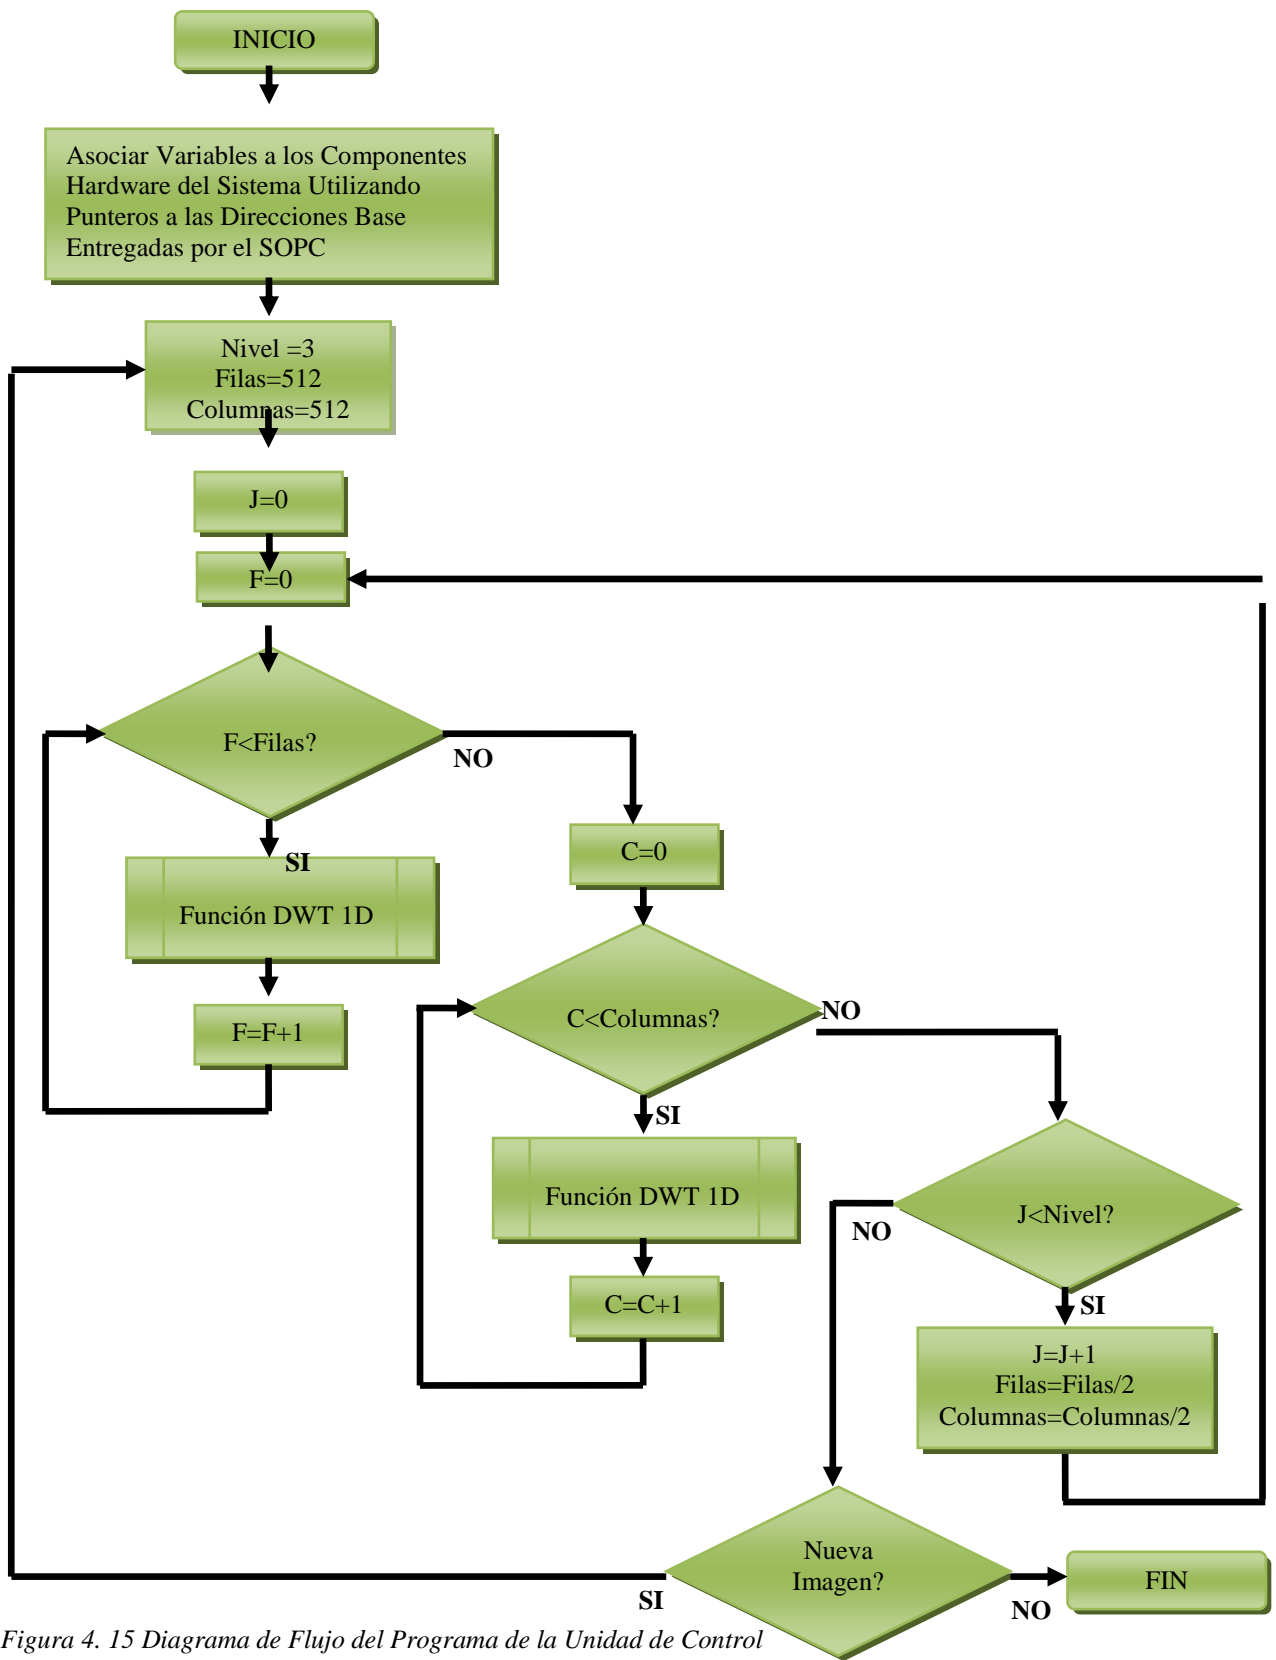 INICIO
Asociar Variables a los Componentes
Hardware del Sistema Utilizando
Punteros a las Direcciones Base
Entregadas por el SOPC
Nivel =3
Filas=512
Columnas=512
J=0
F=0
F<Filas?
NO
SI
Función DWT 1D
F=F+1
C=0
C<Columnas?
NO
SI
Función DWT 1D
C=C+1
J<Nivel?
NO
SI
J=J+1
Filas=Filas/2
Columnas=Columnas/2
Nueva
Imagen?
SI
NO
FIN
Figura 4. 15 Diagrama de Flujo del Programa de la Unidad de Control